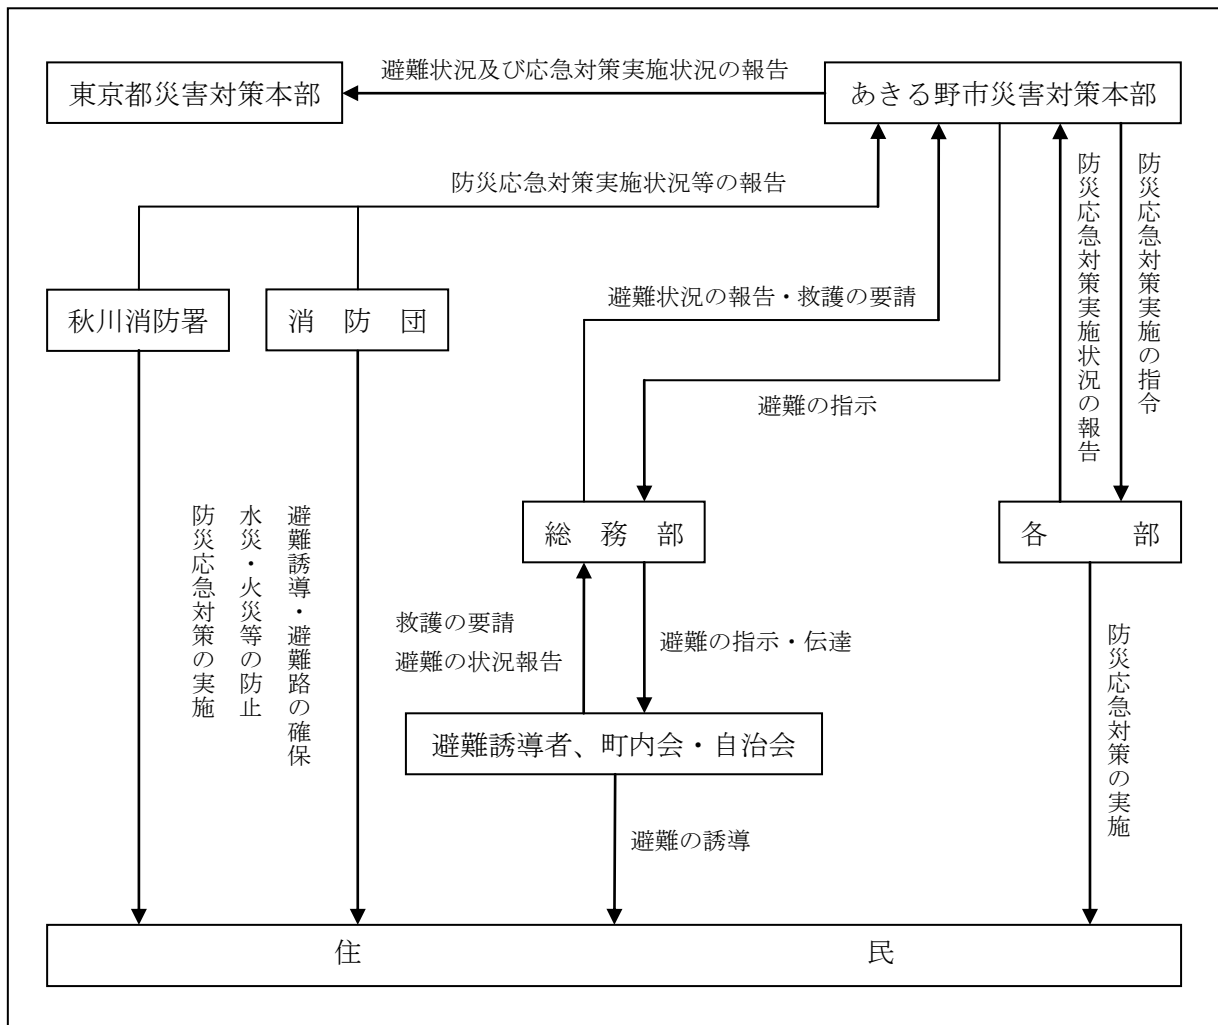 避難状況及び応急対策実施状況の報告
東京都災害対策本部
あきる野市災害対策本部
防災応急対策実施状況等の報告
防災応急対策実施状況の報告
防災応急対策実施の指令
秋川消防署
消　防　団
避難状況の報告・救護の要請
避難の指示
総　務　部
各　　　部
避難誘導・避難路の確保
水災・火災等の防止
防災応急対策の実施
救護の要請
避難の状況報告
避難の指示・伝達
防災応急対策の実施
避難誘導者、町内会・自治会
避難の誘導
住　　　民